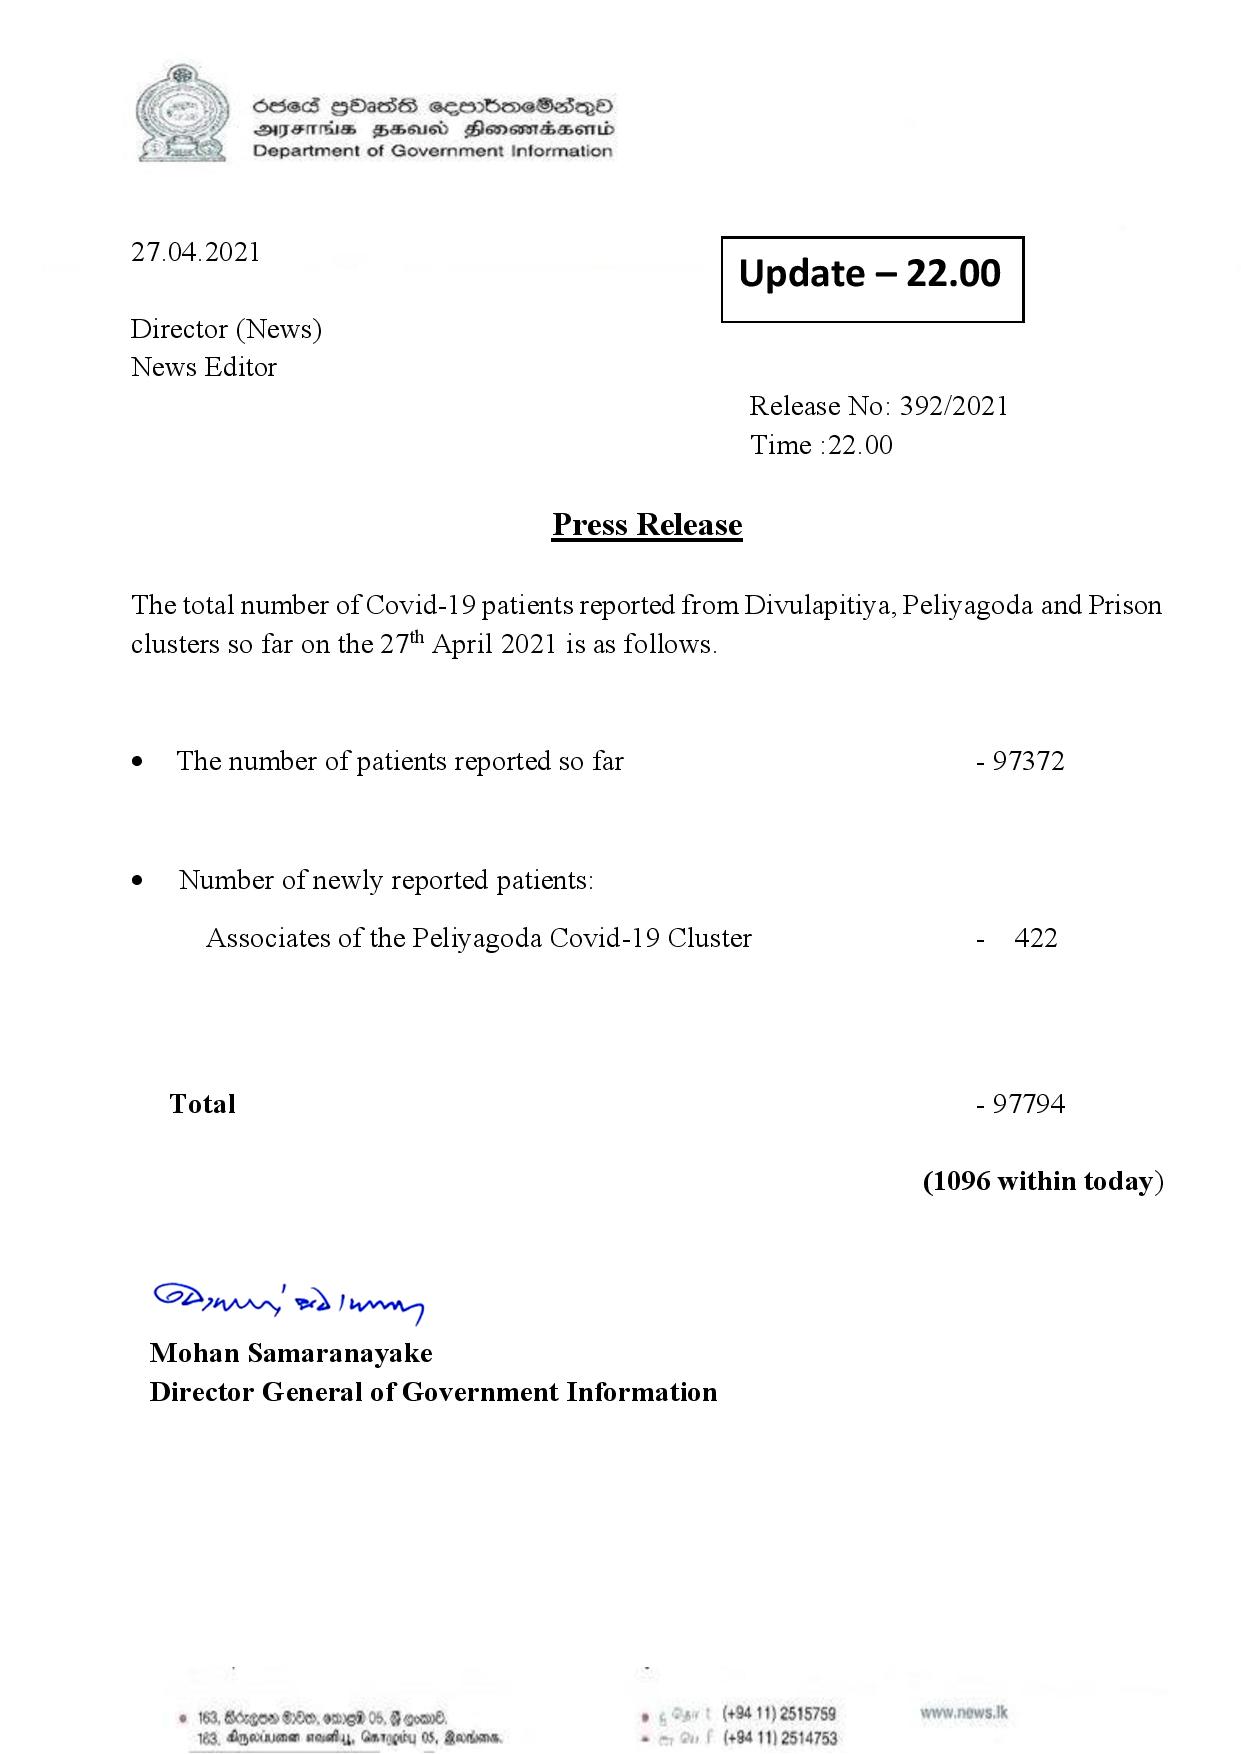 රජයේ ප්‍රවෘත්ති දෙපාර්තමේන්තුව
அரசாங்க தகவல் திணைக்களம்
Department of Government Information
27.04.2021
Update – 22.00
Director (News)
News Editor
Release No: 392/2021
Time :22.00
Press Release
The total number of Covid-19 patients reported from Divulapitiya, Peliyagoda and Prison
clusters so far on the 27th April 2021 is as follows.
• The number of patients reported so far - 97372
• Number of newly reported patients:
Associates of the Peliyagoda Covid-19 Cluster - 422
Total - 97794
(1096 within today)
Mohan Samaranayake
Director General of Government Information
163, කිරුලපන මාවත, කොළඹ 05, ශ්‍රී ලංකාව.
163, கிருலப்பனை எவனியூ, கொழும்பு 05, இலங்கை.
(+94 11) 2515759
(+94 11) 2514753
www.news.lk